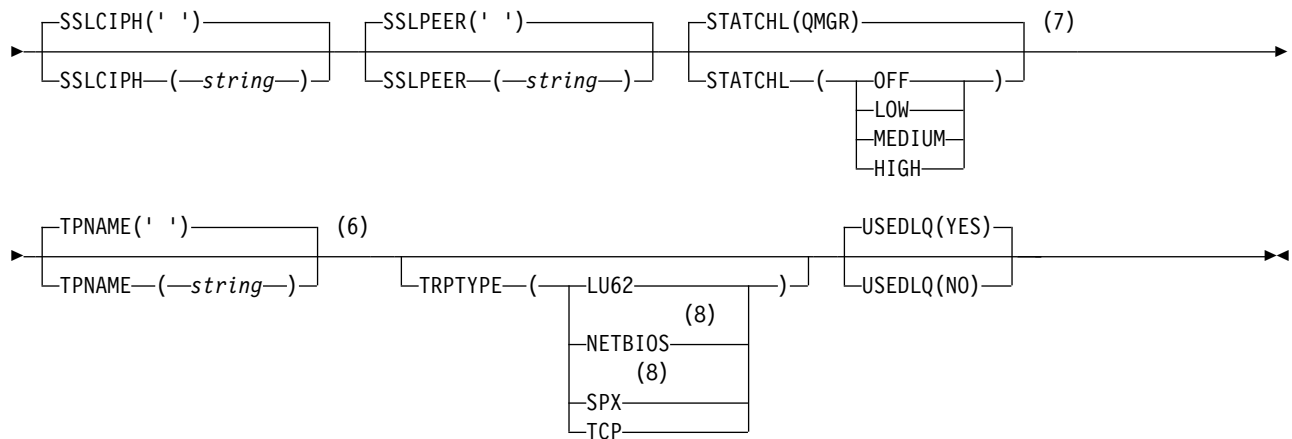 SSLCIPH(' ') SSLPEER(' ') STATCHL(QMGR) (7)
SSLCIPH (string) SSLPEER (string) STATCHL ( OFF )
LOW
MEDIUM
HIGH
TPNAME(' ') (6) USEDLQ(YES)
TPNAME (string) TRPTYPE ( LU62 ) USEDLQ(NO)
(8)
NETBIOS
(8)
SPX
TCP